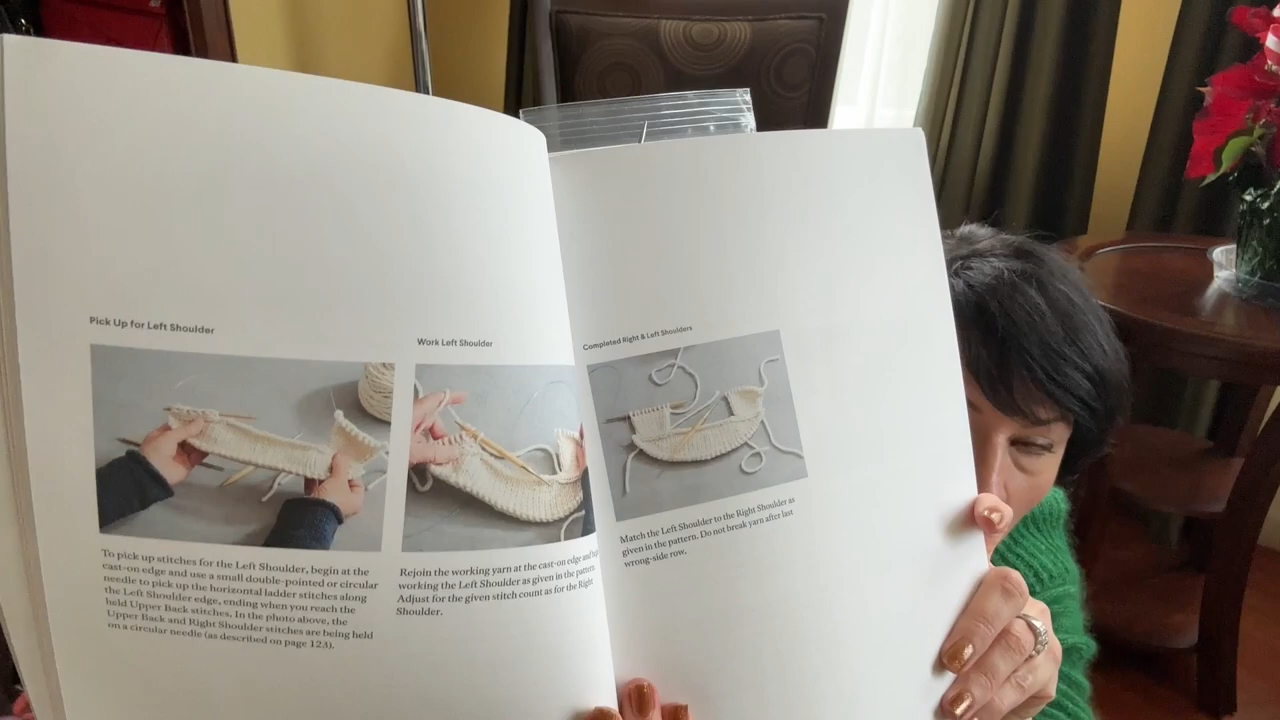 Pick Up for Left Shoulder
To pick up stitches for the Left Shoulder, begin at the
cast-on edge and use a small double-pointed or circular
needle to pick up the horizontal ladder stitches along
the Left Shoulder edge, ending when you reach the
held Upper Back stitches. In the photo above, the
Upper Back and Right Shoulder stitches are being held
on a circular needle (as described on page 123).
Work Left Shoulder
Rejoin the working yarn at the cast-on edge and
working the Left Shoulder as given in the pattern.
Adjust for the given stitch count as for the Right
Shoulder.
Completed Right & Left Shoulders
Match the Left Shoulder to the Right Shoulder as
given in the pattern. Do not break yarn after last
wrong-side row.